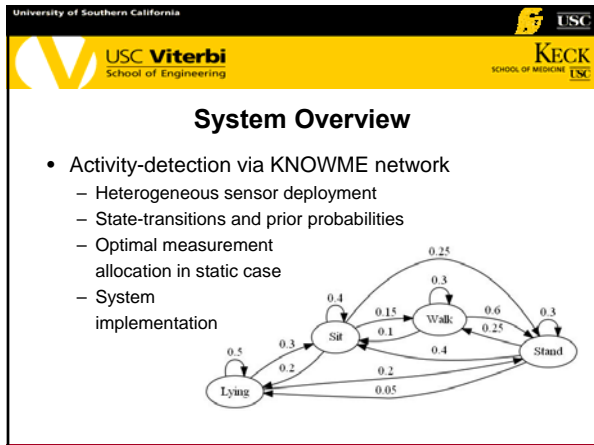 University of Southern California
USC
USC Viterbi
School of Engineering
KECK
SCHOOL OF MEDICINE USC
System Overview
• Activity-detection via KNOWME network
– Heterogeneous sensor deployment
– State-transitions and prior probabilities
– Optimal measurement
allocation in static case
– System
implementation
0.25
0.3
0.4
0.15
Walk
0.6
0.3
Sit
0.1
0.25
0.5
0.3
0.4
Stand
0.2
0.2
Lying
0.05